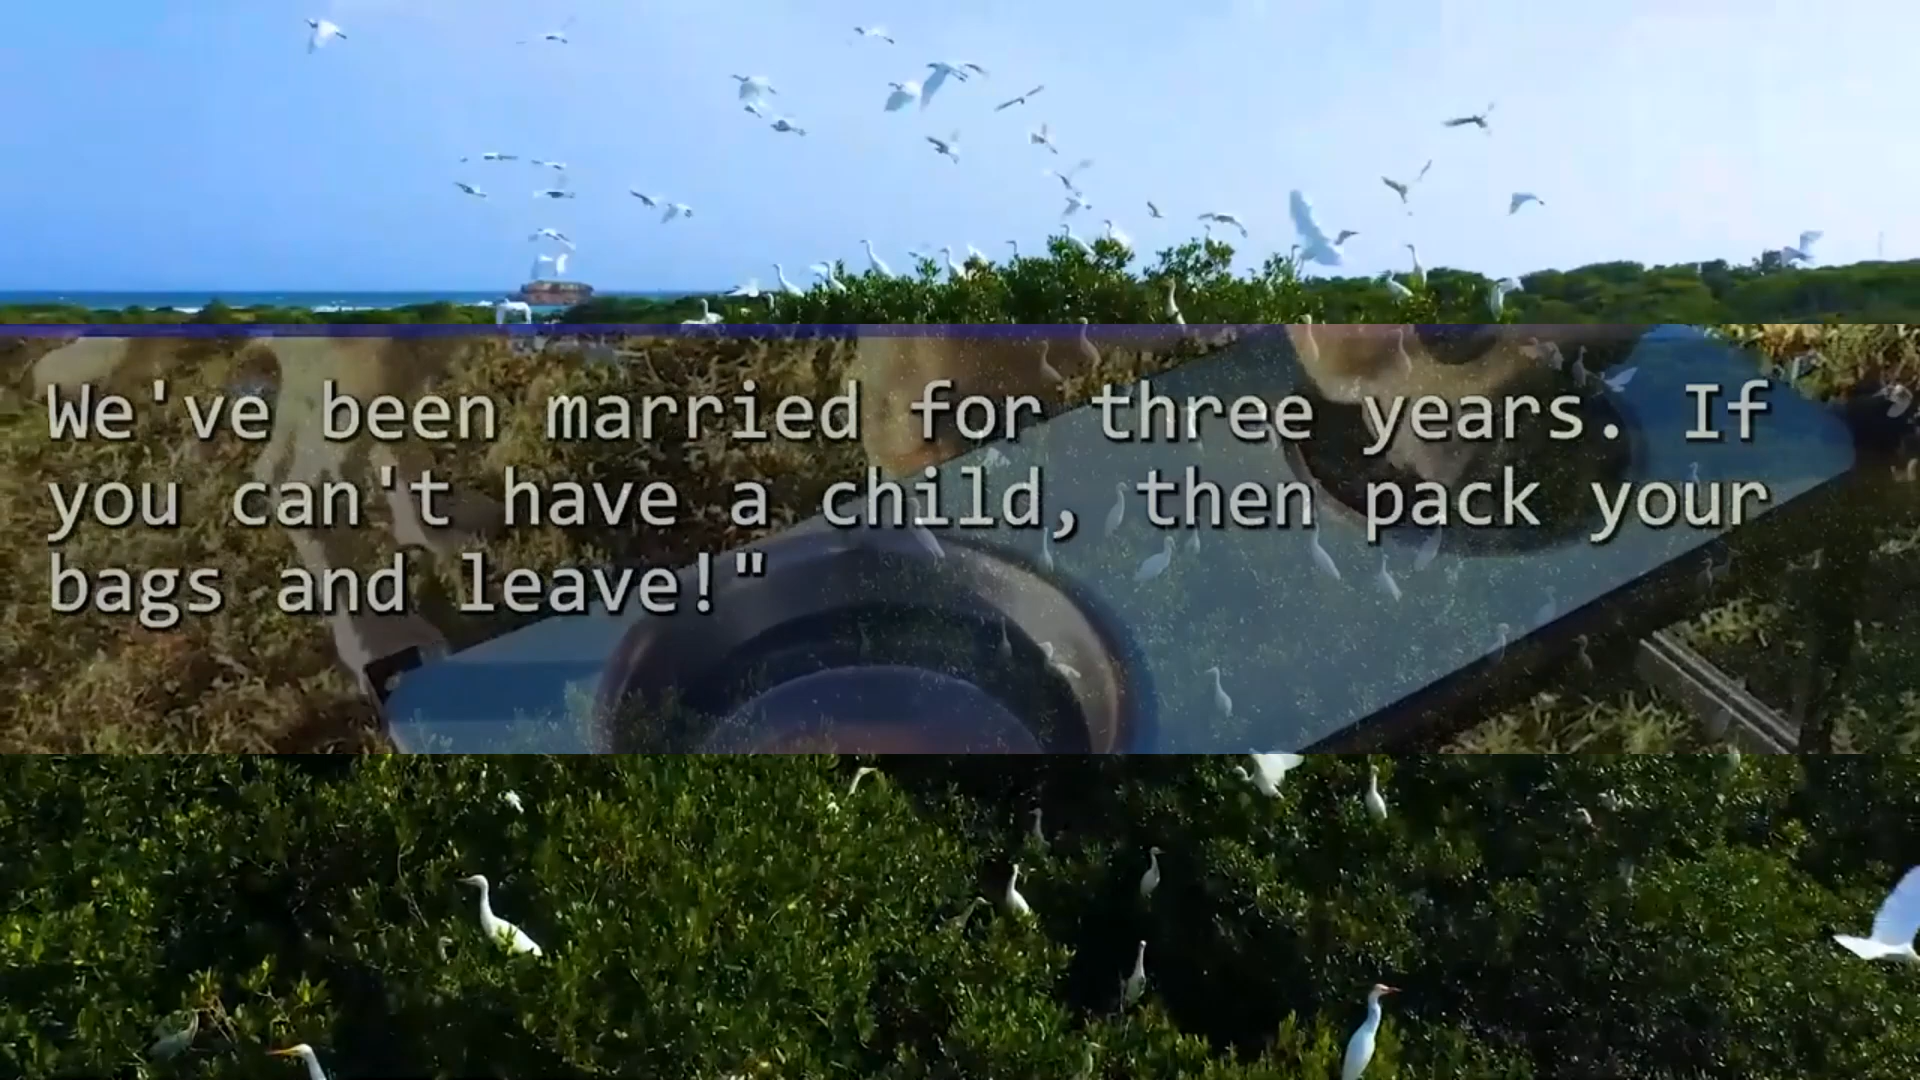 We've been married for three years. If
you can't have a child, then pack your
bags and leave!"